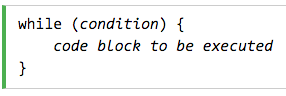 while (condition) {
    code block to be executed
}